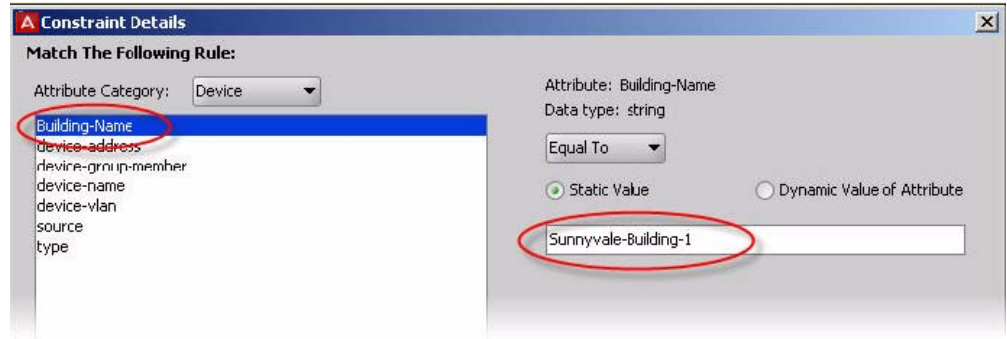 A Constraint Details
Match The Following Rule:
Attribute Category: Device
Building-Name
device-address
device-group-member
device-name
device-vlan
source
type
Attribute: Building-Name
Data type: string
Equal To
Static Value Dynamic Value of Attribute
Sunnyvale-Building-1